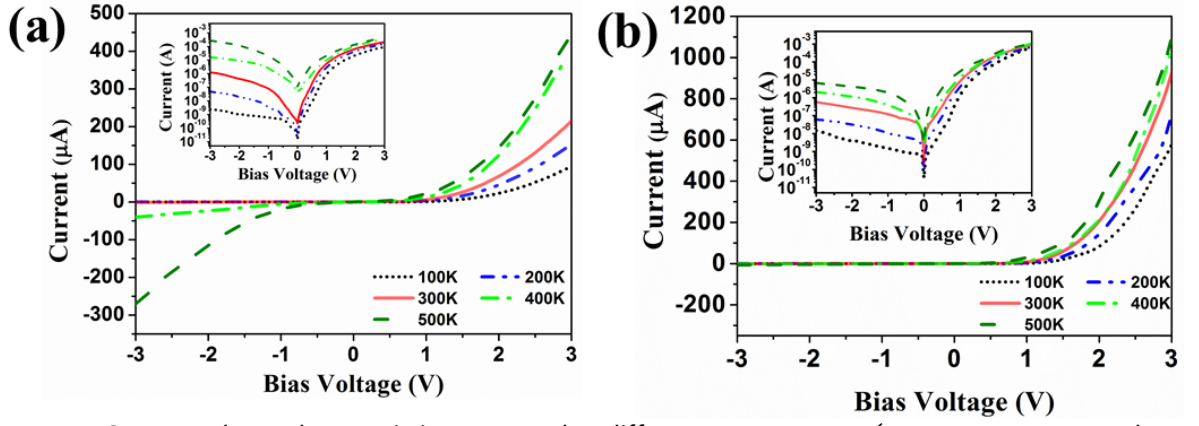 (a)
500
400
300
200
100
0
-100
-200
-300
Current (μA)
-3 -2 -1 0 1 2 3
Bias Voltage (V)
100K 200K
300K 400K
500K
10-3
10-4
10-5
10-6
10-7
10-8
10-9
10-10
10-11
Current (A)
-3 -2 -1 0 1 2 3
Bias Voltage (V)
(b)
1200
1000
800
600
400
200
0
-200
Current (μA)
-3 -2 -1 0 1 2 3
Bias Voltage (V)
100K 200K
300K 400K
500K
10-3
10-4
10-5
10-6
10-7
10-8
10-9
10-10
10-11
Current (A)
-3 -2 -1 0 1 2 3
Bias Voltage (V)